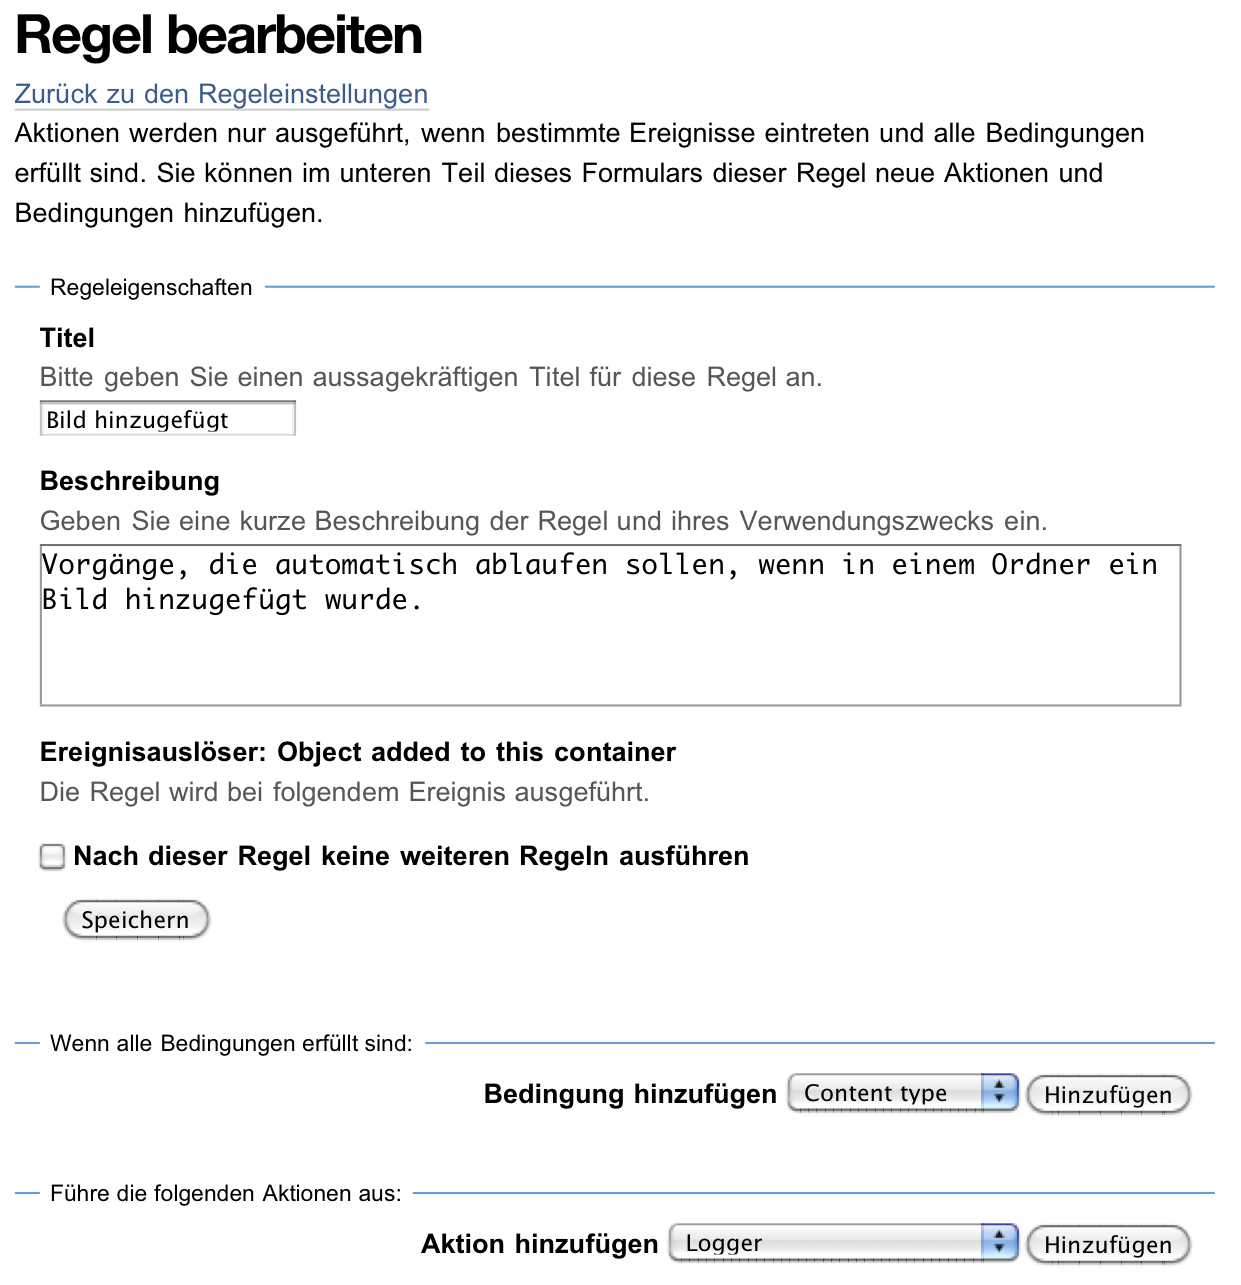 Regel bearbeiten
Zurück zu den Regeleinstellungen
Aktionen werden nur ausgeführt, wenn bestimmte Ereignisse eintreten und alle Bedingungen
erfüllt sind. Sie können im unteren Teil dieses Formulars dieser Regel neue Aktionen und
Bedingungen hinzufügen.
Regeleigenschaften
Titel
Bitte geben Sie einen aussagekräftigen Titel für diese Regel an.
Bild hinzugefügt
Beschreibung
Geben Sie eine kurze Beschreibung der Regel und ihres Verwendungszwecks ein.
Vorgänge, die automatisch ablaufen sollen, wenn in einem Ordner ein
Bild hinzugefügt wurde.
Ereignisauslöser: Object added to this container
Die Regel wird bei folgendem Ereignis ausgeführt.
Nach dieser Regel keine weiteren Regeln ausführen
Speichern
Wenn alle Bedingungen erfüllt sind:
Bedingung hinzufügen Content type Hinzufügen
Führe die folgenden Aktionen aus:
Aktion hinzufügen Logger Hinzufügen